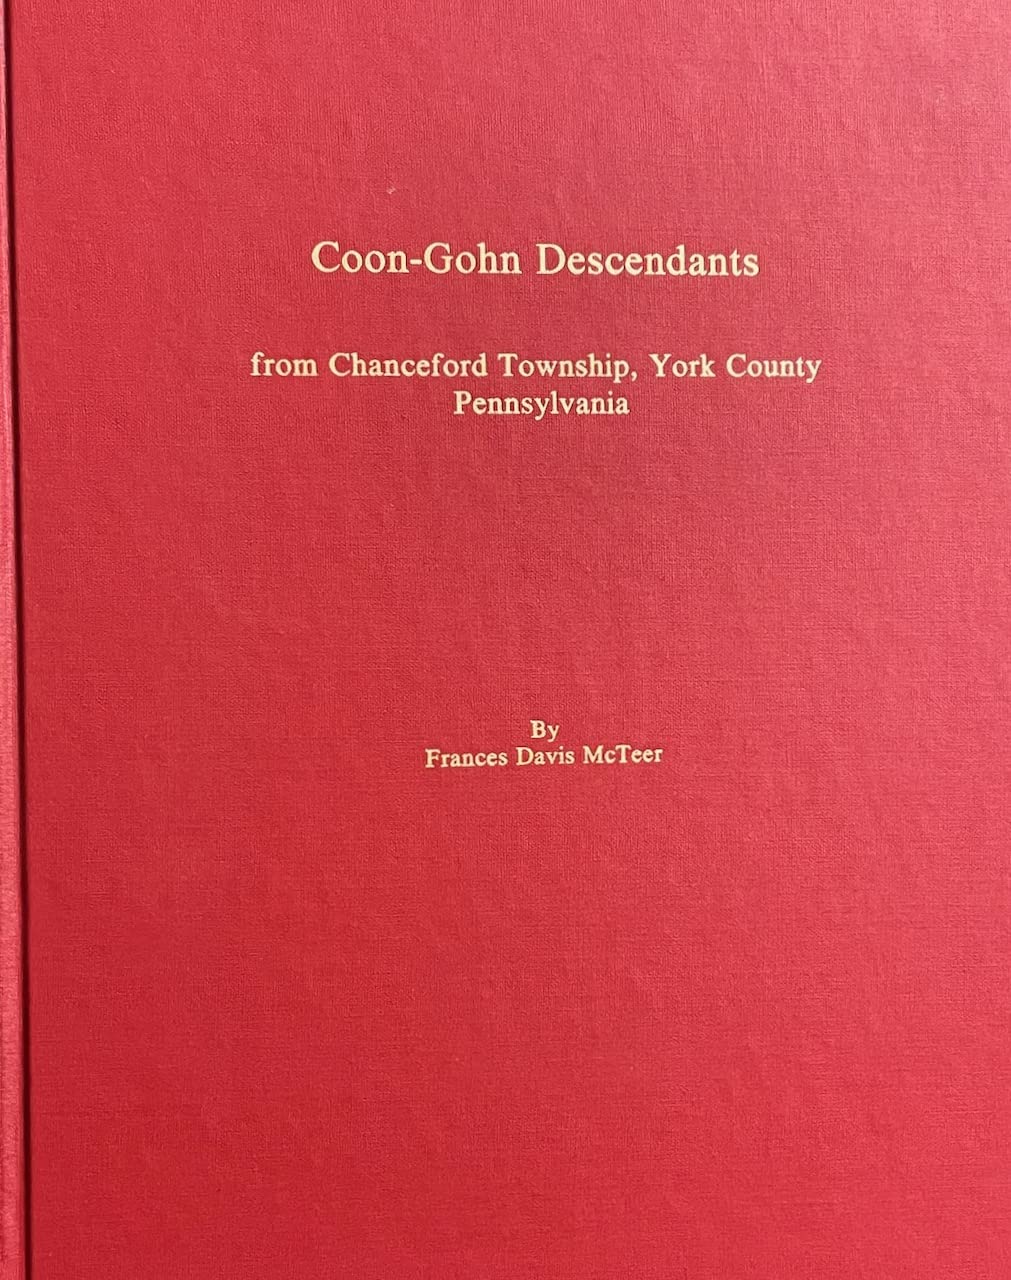 Coon-Gohn Descendants
from Chanceford Township, York County
Pennsylvania
By
Frances Davis McTeer